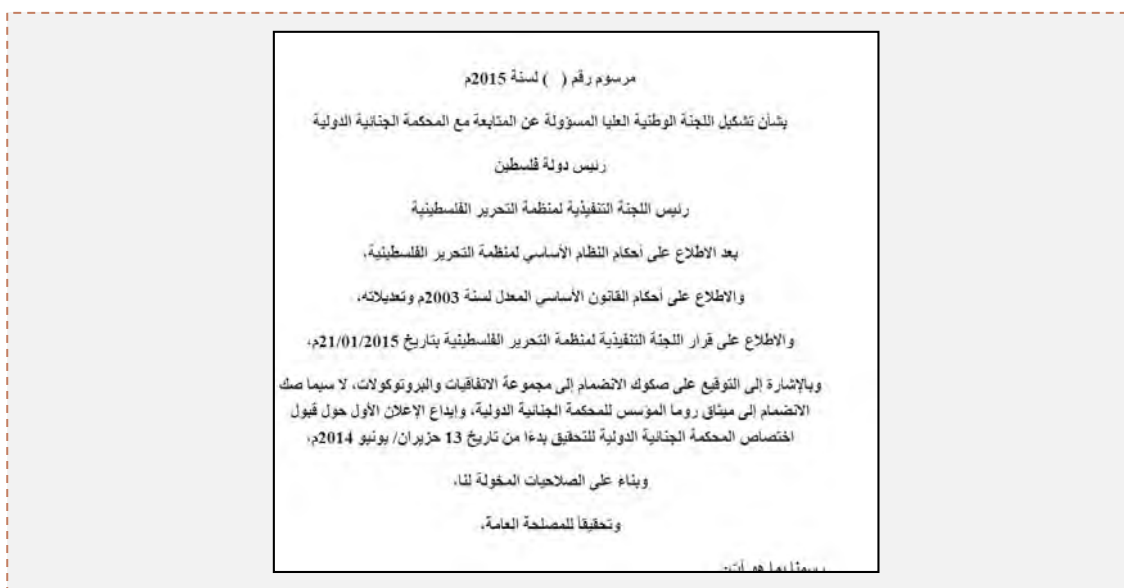 مرسوم رقم (  ) لسنة 2015م
بشأن تشكيل اللجنة الوطنية العليا المسؤولة عن المتابعة مع المحكمة الجنائية الدولية
رئيس دولة فلسطين
رئيس اللجنة التنفيذية لمنظمة التحرير الفلسطينية
بعد الاطلاع على أحكام النظام الأساسي لمنظمة التحرير الفلسطينية،
والاطلاع على أحكام القانون الأساسي المعدل لسنة 2003م وتعديلاته،
والاطلاع على قرار اللجنة التنفيذية لمنظمة التحرير الفلسطينية بتاريخ 21/01/2015م،
وبالإشارة إلى التوقيع على صكوك الانضمام إلى مجموعة الاتفاقيات والبروتوكولات، لا سيما صك
الانضمام إلى ميثاق روما المؤسس للمحكمة الجنائية الدولية، وإيداع الإعلان الأول حول قبول
اختصاص المحكمة الجنائية الدولية للتحقيق بدءا من تاريخ 13 حزيران/ يونيو 2014م،
وبناء على الصلاحيات المخولة لنا،
وتحقيقاً للمصلحة العامة،
رسمنا بما هو آت: